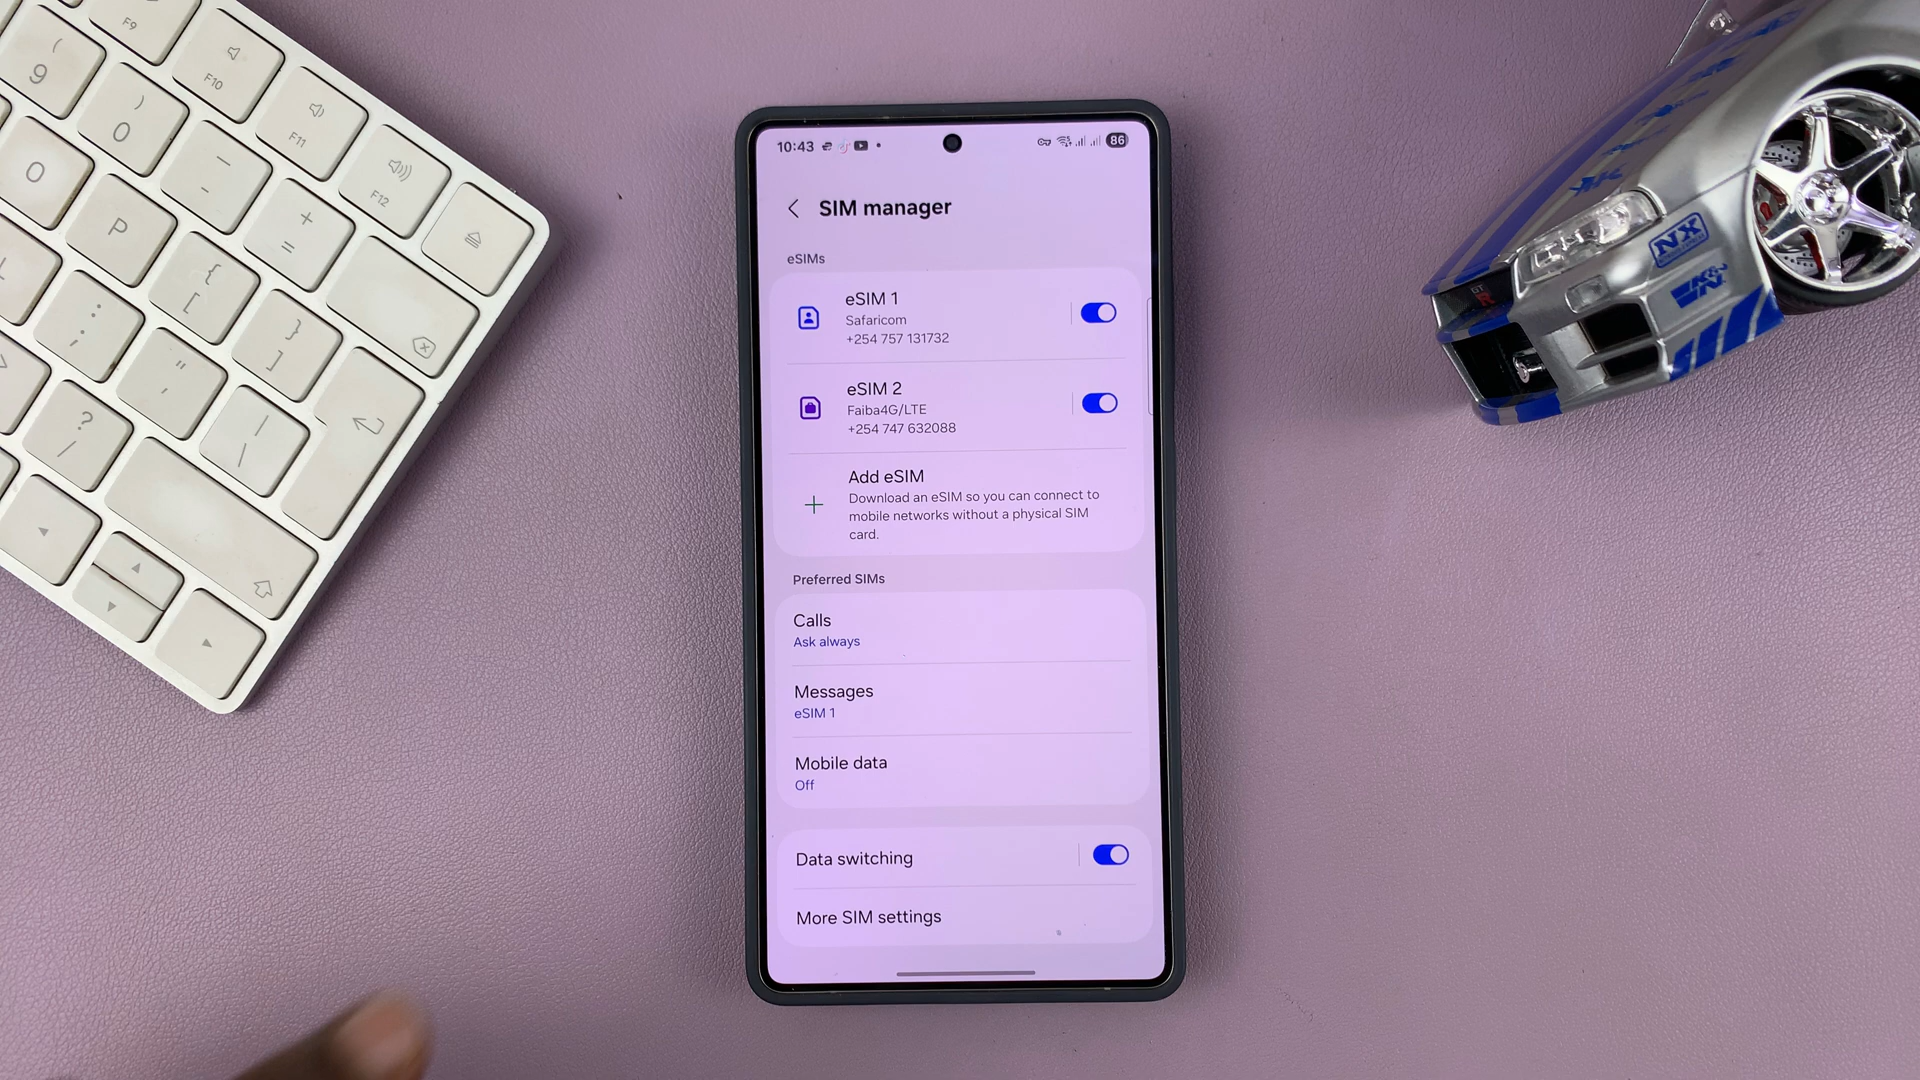 F9
F10
F11
F12
(
9
)
0
–
-
+
=
O
P
{
[
}
]
L
:
;
"
'
|
\
?
/
10:43
86
SIM manager
eSIMs
eSIM 1
Safaricom
+254 757 131732
eSIM 2
Faiba4G/LTE
+254 747 632088
Add eSIM
Download an eSIM so you can connect to
mobile networks without a physical SIM
card.
Preferred SIMs
Calls
Ask always
Messages
eSIM 1
Mobile data
Off
Data switching
More SIM settings
NX
K&N
GT
R